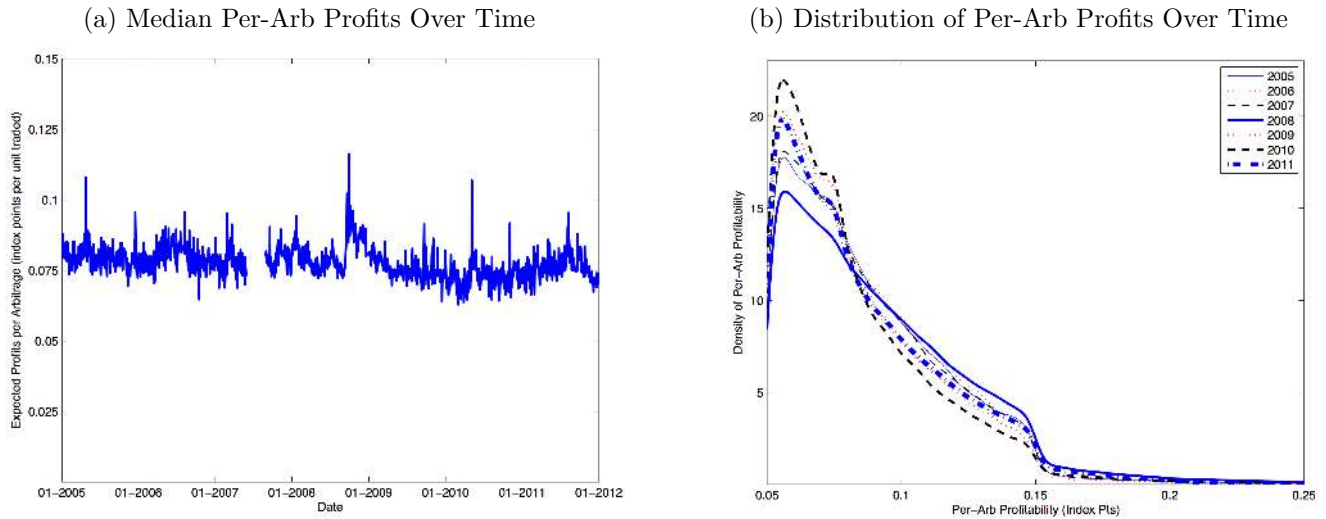 (a) Median Per-Arb Profits Over Time
0.15
0.125
0.1
0.075
0.05
0.025
Expected Profits per Arbitrage (index points per unit traded)
01-2005 01-2006 01-2007 01-2008 01-2009 01-2010 01-2011 01-2012
Date
(b) Distribution of Per-Arb Profits Over Time
2005
2006
2007
2008
2009
2010
2011
20
15
10
5
Density of Per-Arb Profitability
0.05 0.1 0.15 0.2 0.25
Per-Arb Profitability (Index Pts)